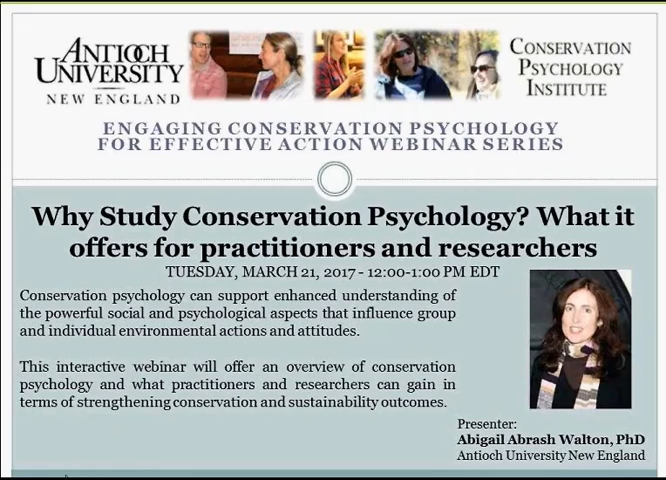 ANTIOCH
UNIVERSITY
NEW ENGLAND
CONSERVATION
PSYCHOLOGY
INSTITUTE
ENGAGING CONSERVATION PSYCHOLOGY
FOR EFFECTIVE ACTION WEBINAR SERIES
Why Study Conservation Psychology? What it
offers for practitioners and researchers
TUESDAY, MARCH 21, 2017 - 12:00-1:00 PM EDT
Conservation psychology can support enhanced understanding of
the powerful social and psychological aspects that influence group
and individual environmental actions and attitudes.
This interactive webinar will offer an overview of conservation
psychology and what practitioners and researchers can gain in
terms of strengthening conservation and sustainability outcomes.
Presenter:
Abigail Abrash Walton, PhD
Antioch University New England